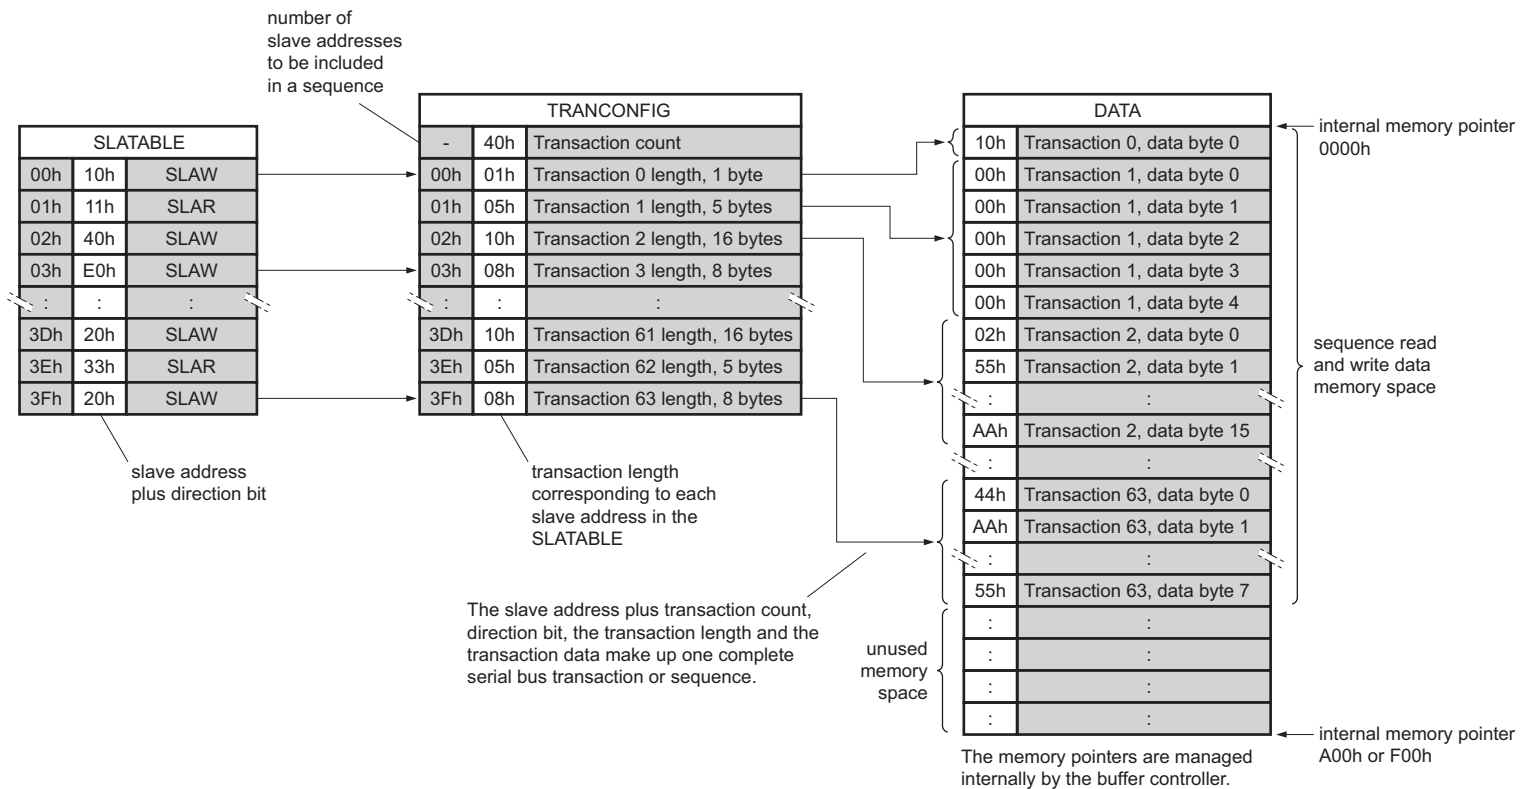 number of
slave addresses
to be included
in a sequence
SLATABLE
00h 10h SLAW
01h 11h SLAR
02h 40h SLAW
03h E0h SLAW
: : :
3Dh 20h SLAW
3Eh 33h SLAR
3Fh 20h SLAW
slave address
plus direction bit
TRANCONFIG
- 40h Transaction count
00h 01h Transaction 0 length, 1 byte
01h 05h Transaction 1 length, 5 bytes
02h 10h Transaction 2 length, 16 bytes
03h 08h Transaction 3 length, 8 bytes
: : :
3Dh 10h Transaction 61 length, 16 bytes
3Eh 05h Transaction 62 length, 5 bytes
3Fh 08h Transaction 63 length, 8 bytes
transaction length
corresponding to each
slave address in the
SLATABLE
The slave address plus transaction count,
direction bit, the transaction length and the
transaction data make up one complete
serial bus transaction or sequence.
DATA
10h Transaction 0, data byte 0
00h Transaction 1, data byte 0
00h Transaction 1, data byte 1
00h Transaction 1, data byte 2
00h Transaction 1, data byte 3
00h Transaction 1, data byte 4
02h Transaction 2, data byte 0
55h Transaction 2, data byte 1
: :
AAh Transaction 2, data byte 15
: :
44h Transaction 63, data byte 0
AAh Transaction 63, data byte 1
: :
55h Transaction 63, data byte 7
: :
: :
: :
: :
unused
memory
space
internal memory pointer
0000h
sequence read
and write data
memory space
internal memory pointer
A00h or F00h
The memory pointers are managed
internally by the buffer controller.